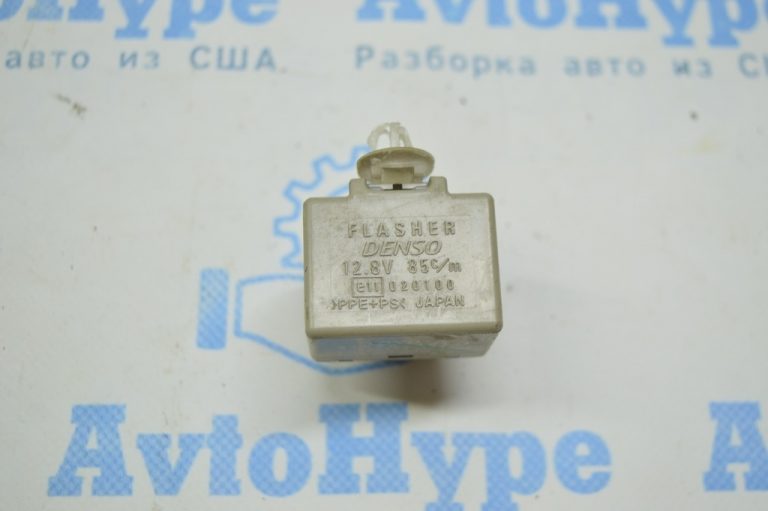 AvtoHype AvtoHype
авто из США. Разборка авто из США
FLASHER
DENSO
12.8V 85c/m
e11 020100
>PPE+PS< JAPAN
AvtoHype A